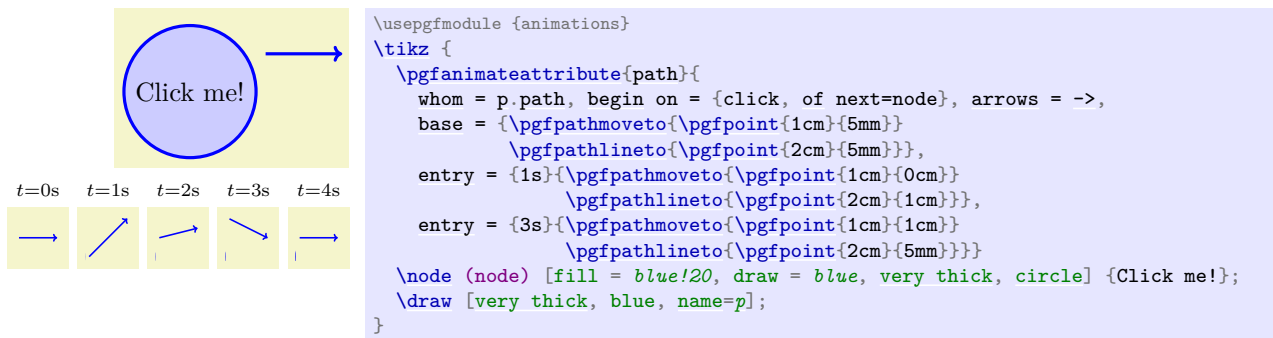 Click me!
t=0s t=1s t=2s t=3s t=4s
\usepgfmodule {animations}
\tikz {
  \pgfanimateattribute{path}{
    whom = p.path, begin on = {click, of next=node}, arrows = ->,
    base = {\pgfpathmoveto{\pgfpoint{1cm}{5mm}}
            \pgfpathlineto{\pgfpoint{2cm}{5mm}}},
    entry = {1s}{\pgfpathmoveto{\pgfpoint{1cm}{0cm}}
                 \pgfpathlineto{\pgfpoint{2cm}{1cm}}},
    entry = {3s}{\pgfpathmoveto{\pgfpoint{1cm}{1cm}}
                 \pgfpathlineto{\pgfpoint{2cm}{5mm}}}}
  \node (node) [fill = blue!20, draw = blue, very thick, circle] {Click me!};
  \draw [very thick, blue, name=p];
}